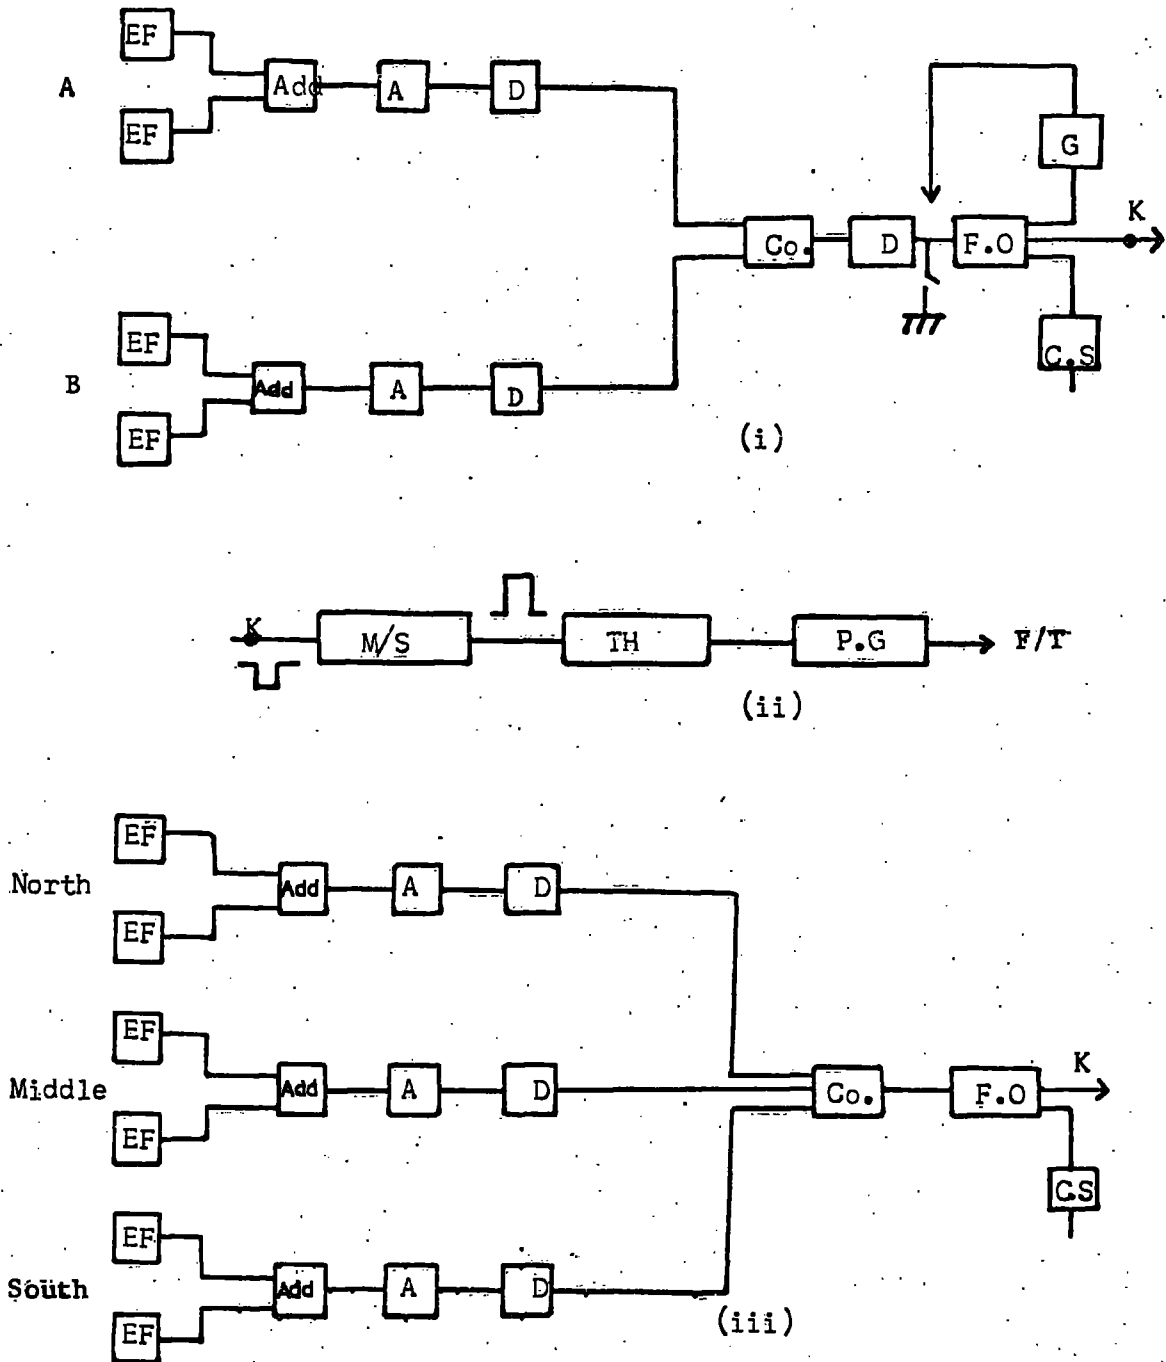 EF
A
Add
A
D
EF
G
K
Co.
D
F.O
C.S
EF
B
Add
A
D
EF
(i)
K
M/S
TH
P.G
F/T
(ii)
EF
North
Add
A
D
EF
EF
Middle
Add
A
D
EF
Co.
F.O
K
C.S
EF
South
Add
A
D
EF
(iii)